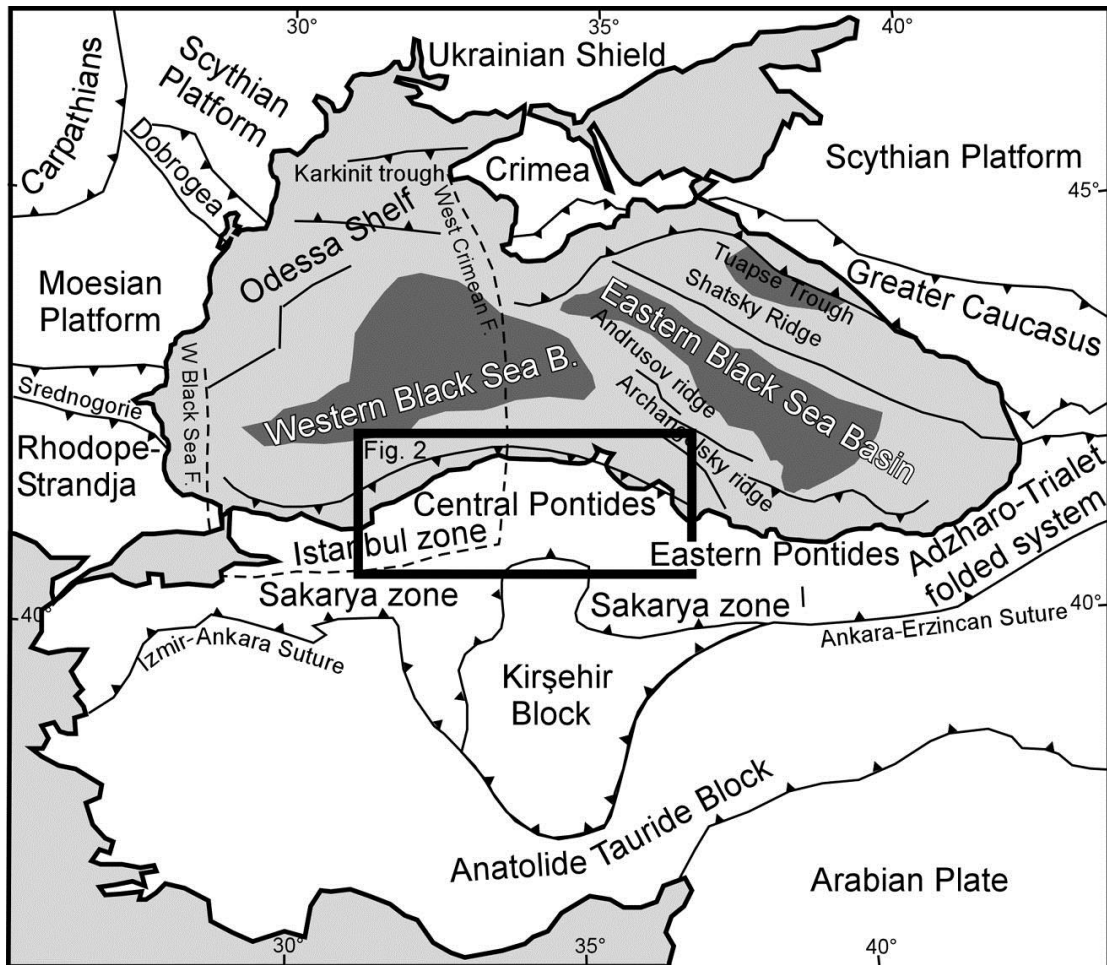 30°
35°
40°
Ukrainian Shield
Scythian
Platform
Carpathians
Dobrogea
Karkinit trough
Crimea
Scythian Platform
45°
45°
Odessa Shelf
West Crimean F.
Moesian
Platform
Tuapse Trough
Shatsky Ridge
Greater Caucasus
Eastern Black Sea Basin
Andrusov ridge
Archangelsky ridge
Western Black Sea B.
W Black Sea F.
Srednogorie
Rhodope-
Strandja
Fig. 2
Central Pontides
Istanbul zone
Eastern Pontides
Adzharo-Trialet
folded system
Sakarya zone
Sakarya zone
40°
40°
Izmir-Ankara Suture
Ankara-Erzincan Suture
Kirşehir
Block
Anatolide Tauride Block
Arabian Plate
30°
35°
40°